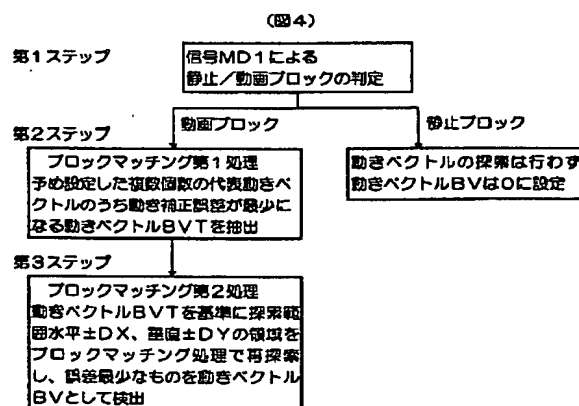 (図4)
第1ステップ
信号MD1による
静止/動画ブロックの判定
動画ブロック
静止ブロック
第2ステップ
ブロックマッチング第1処理
予め設定した複数個数の代表動きベ
クトルのうち動き補正誤差が最少に
なる動きベクトルBVTを抽出
動きベクトルの探索は行わず
動きベクトルBVは0に設定
第3ステップ
ブロックマッチング第2処理
動きベクトルBVTを基準に探索範
囲水平±DX、垂直±DYの領域を
ブロックマッチング処理で再探索
し、誤差最少なものを動きベクトル
BVとして検出